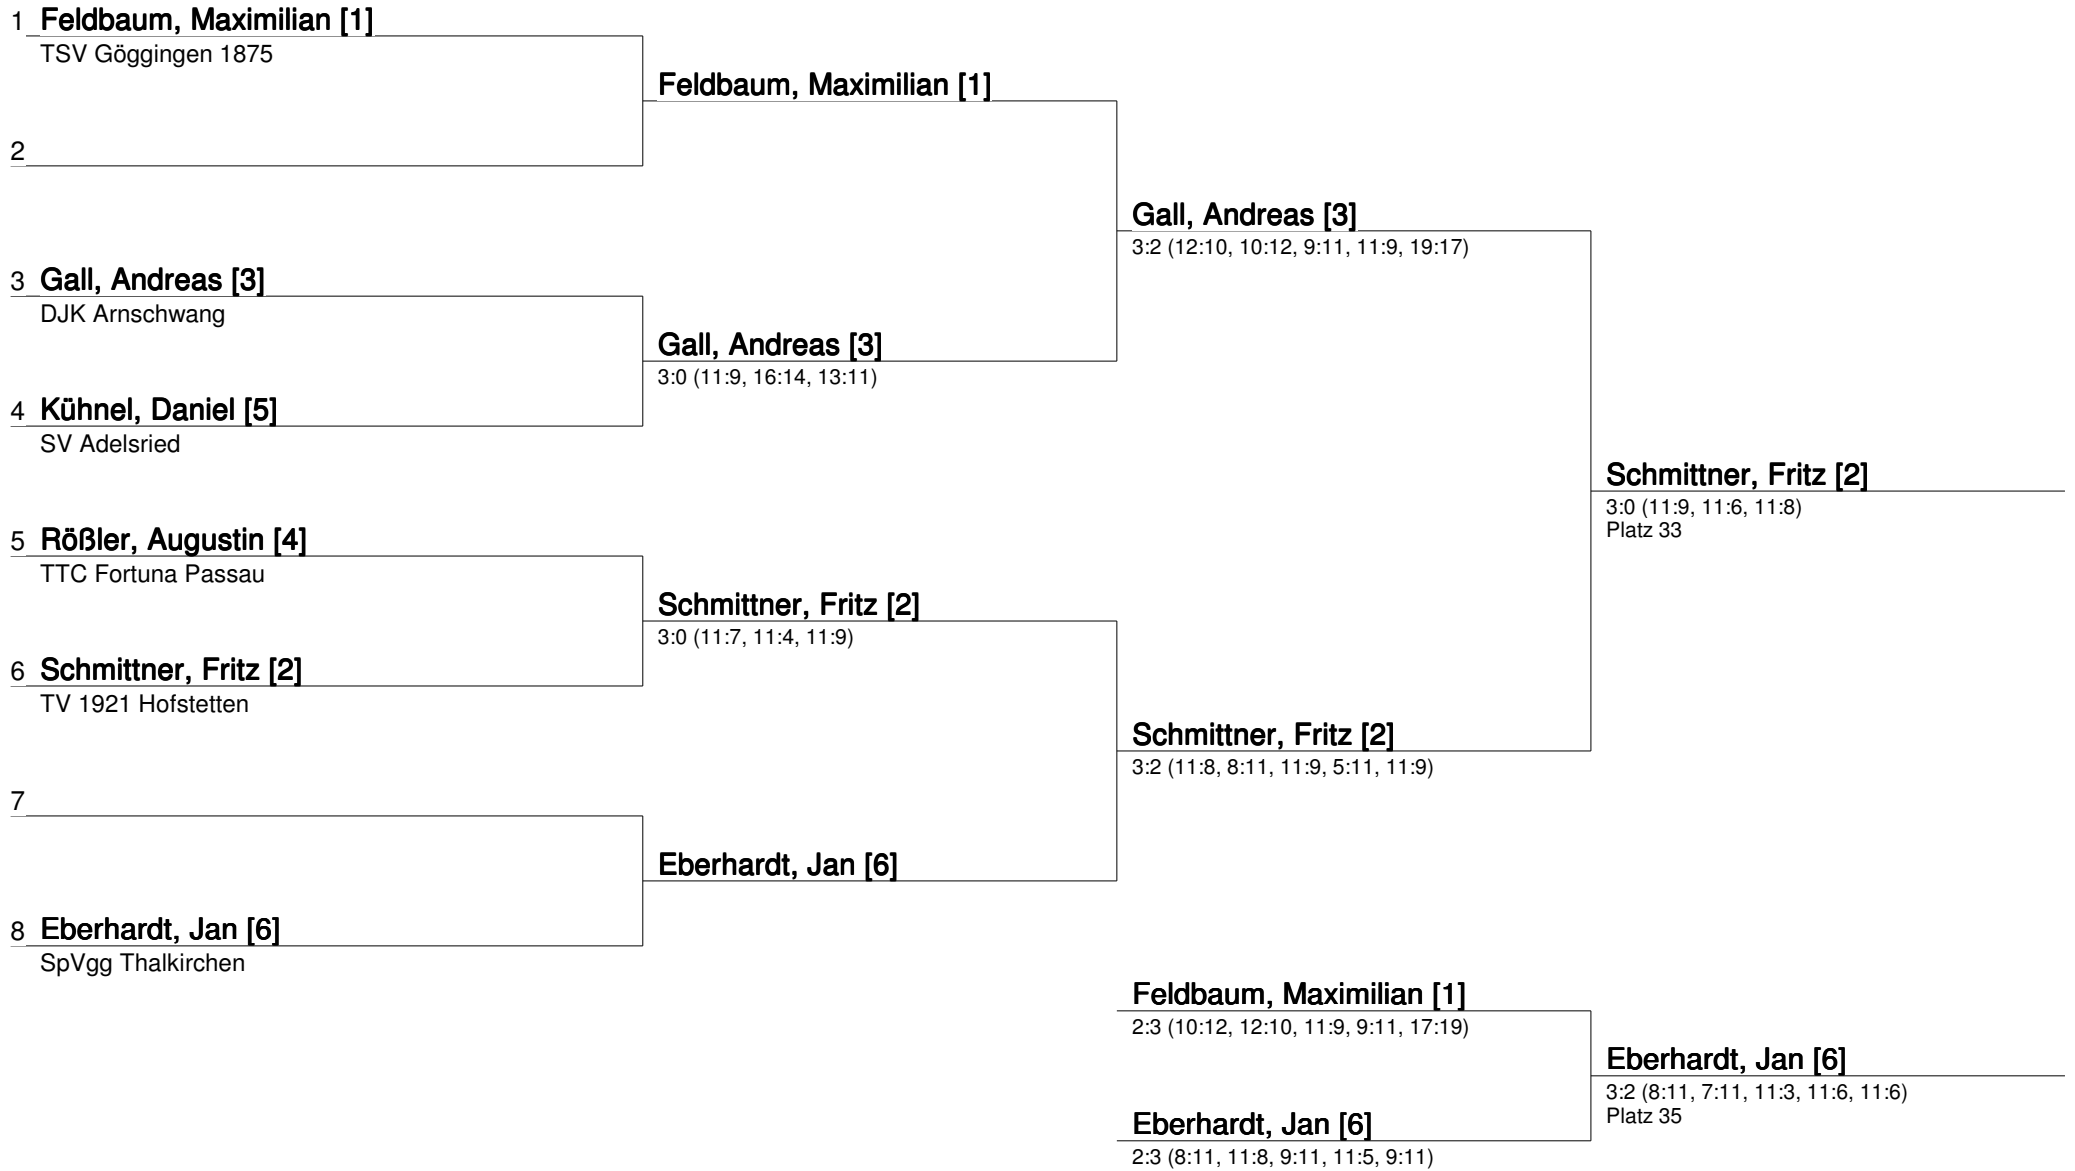 1 Feldbaum, Maximilian [1]
TSV Göggingen 1875
Feldbaum, Maximilian [1]
2
Gall, Andreas [3]
3:2 (12:10, 10:12, 9:11, 11:9, 19:17)
3 Gall, Andreas [3]
DJK Arnschwang
Gall, Andreas [3]
3:0 (11:9, 16:14, 13:11)
4 Kühnel, Daniel [5]
SV Adelsried
Schmittner, Fritz [2]
3:0 (11:9, 11:6, 11:8)
Platz 33
5 Rößler, Augustin [4]
TTC Fortuna Passau
Schmittner, Fritz [2]
3:0 (11:7, 11:4, 11:9)
6 Schmittner, Fritz [2]
TV 1921 Hofstetten
Schmittner, Fritz [2]
3:2 (11:8, 8:11, 11:9, 5:11, 11:9)
7
Eberhardt, Jan [6]
8 Eberhardt, Jan [6]
SpVgg Thalkirchen
Feldbaum, Maximilian [1]
2:3 (10:12, 12:10, 11:9, 9:11, 17:19)
Eberhardt, Jan [6]
3:2 (8:11, 7:11, 11:3, 11:6, 11:6)
Platz 35
Eberhardt, Jan [6]
2:3 (8:11, 11:8, 9:11, 11:5, 9:11)